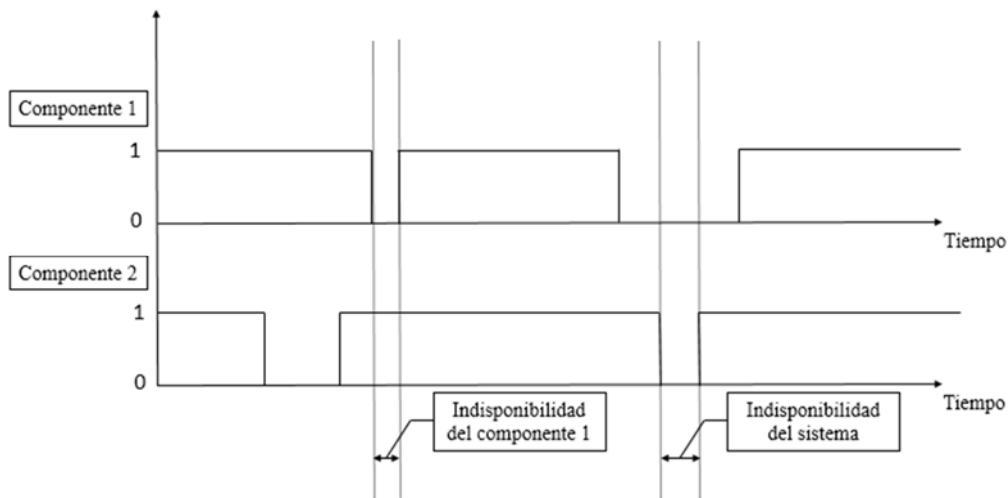 Componente 1
1
0
Tiempo
Componente 2
1
0
Tiempo
Indisponibilidad
del componente 1
Indisponibilidad
del sistema